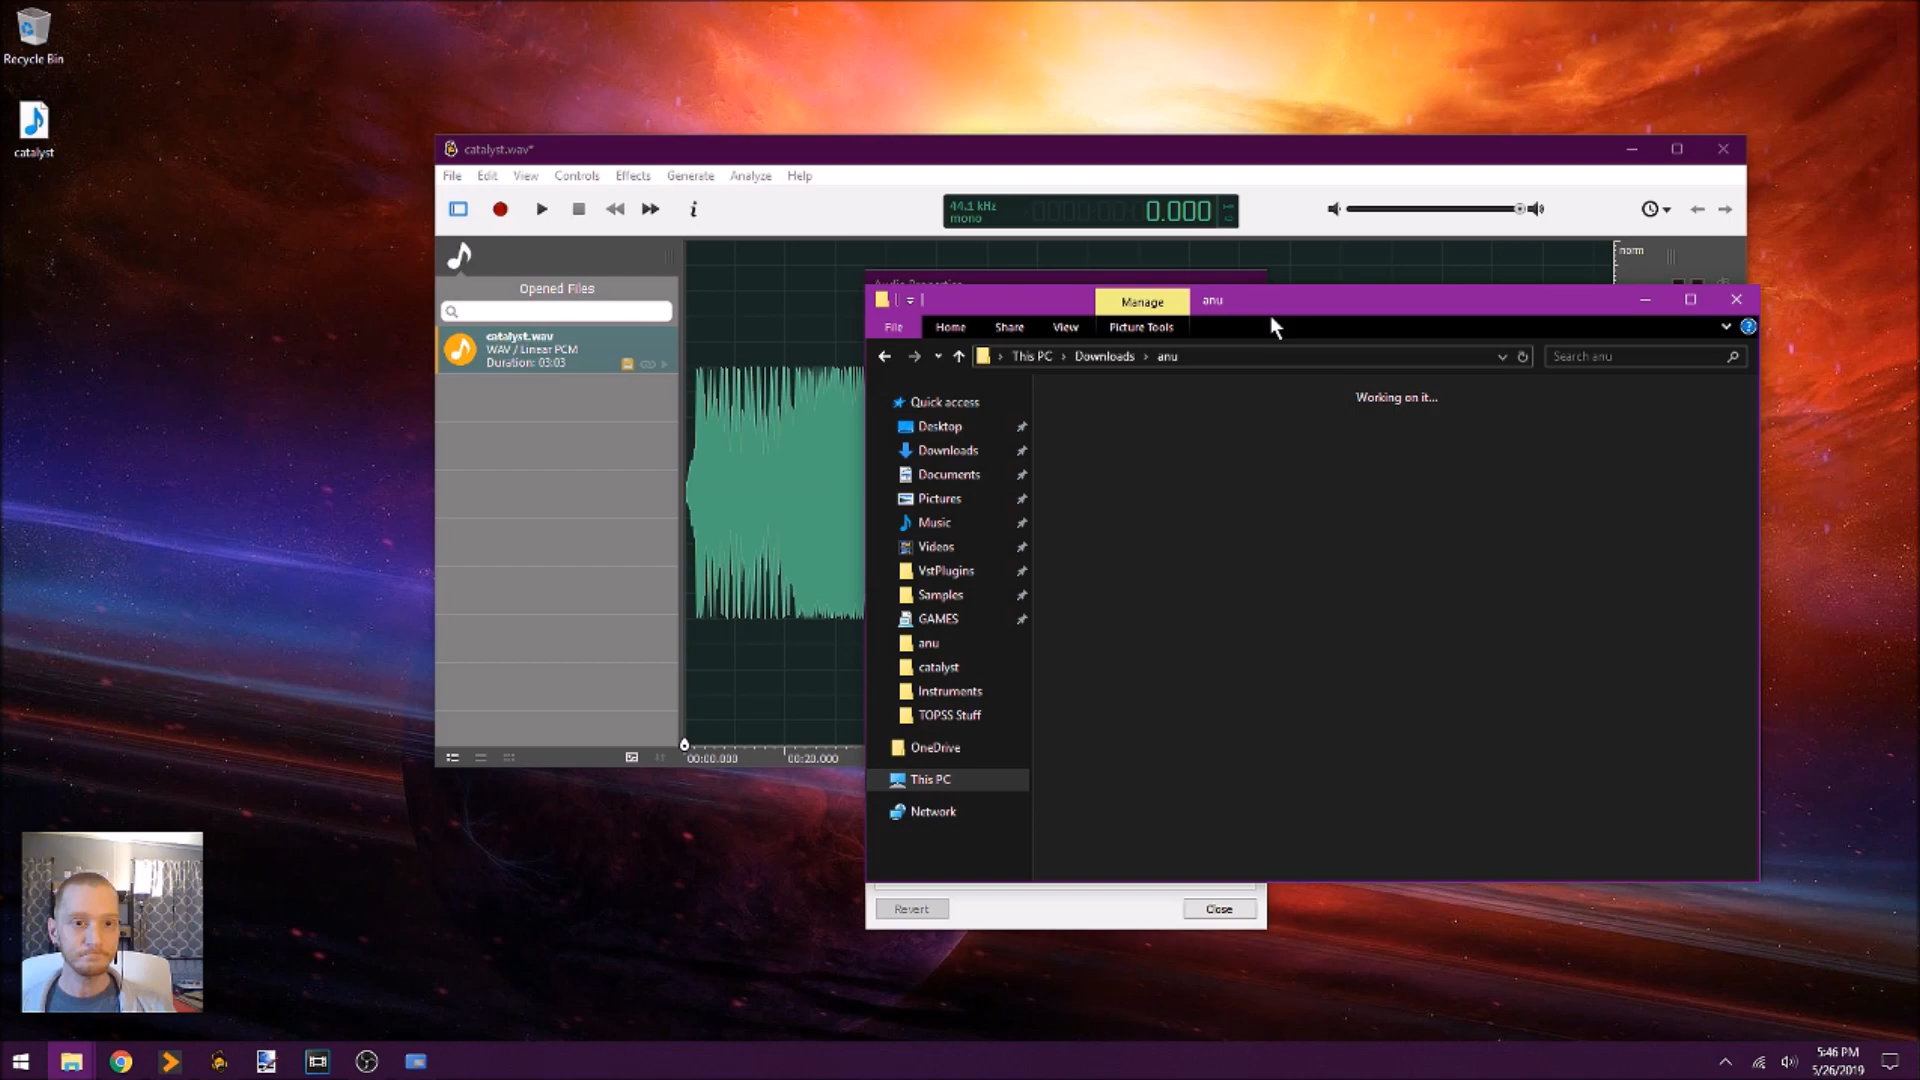 Recycle Bin
catalyst
catalyst.wav*
File Edit View Controls Effects Generate Analyze Help
44.1 kHz
mono
0.000
norm
Opened Files
catalyst.wav
WAV / Linear PCM
Duration: 03:03
00:00.000
00:20.000
Audio Properties
Manage
anu
File Home Share View Picture Tools
This PC > Downloads > anu
Search anu
Working on it...
Quick access
Desktop
Downloads
Documents
Pictures
Music
Videos
VstPlugins
Samples
GAMES
anu
catalyst
Instruments
TOPSS Stuff
OneDrive
This PC
Network
Revert
Close
5:46 PM
5/26/2019